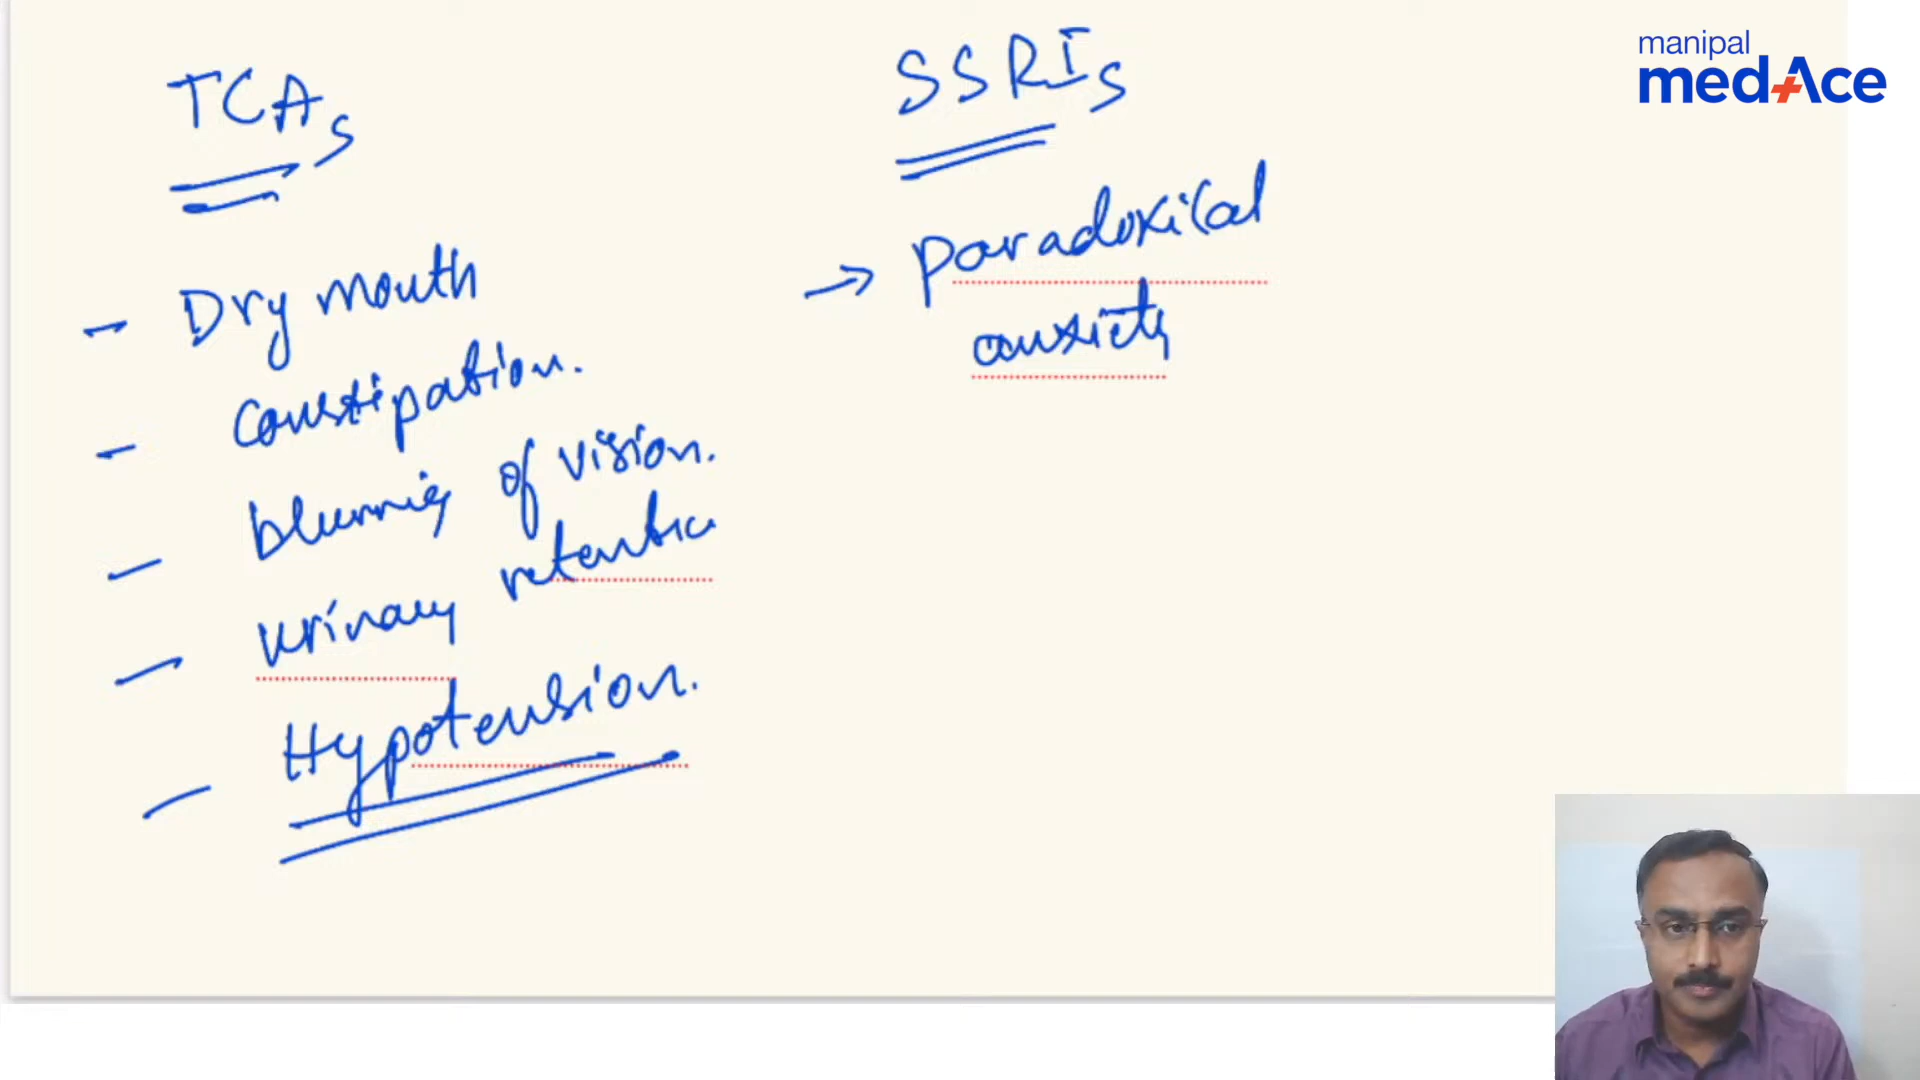 TCAs
- Dry mouth
- Constipation.
- blurring of vision.
- Urinary retention
- Hypotension.
SSRIs
→ Paradoxical
anxiety
manipal
medAce